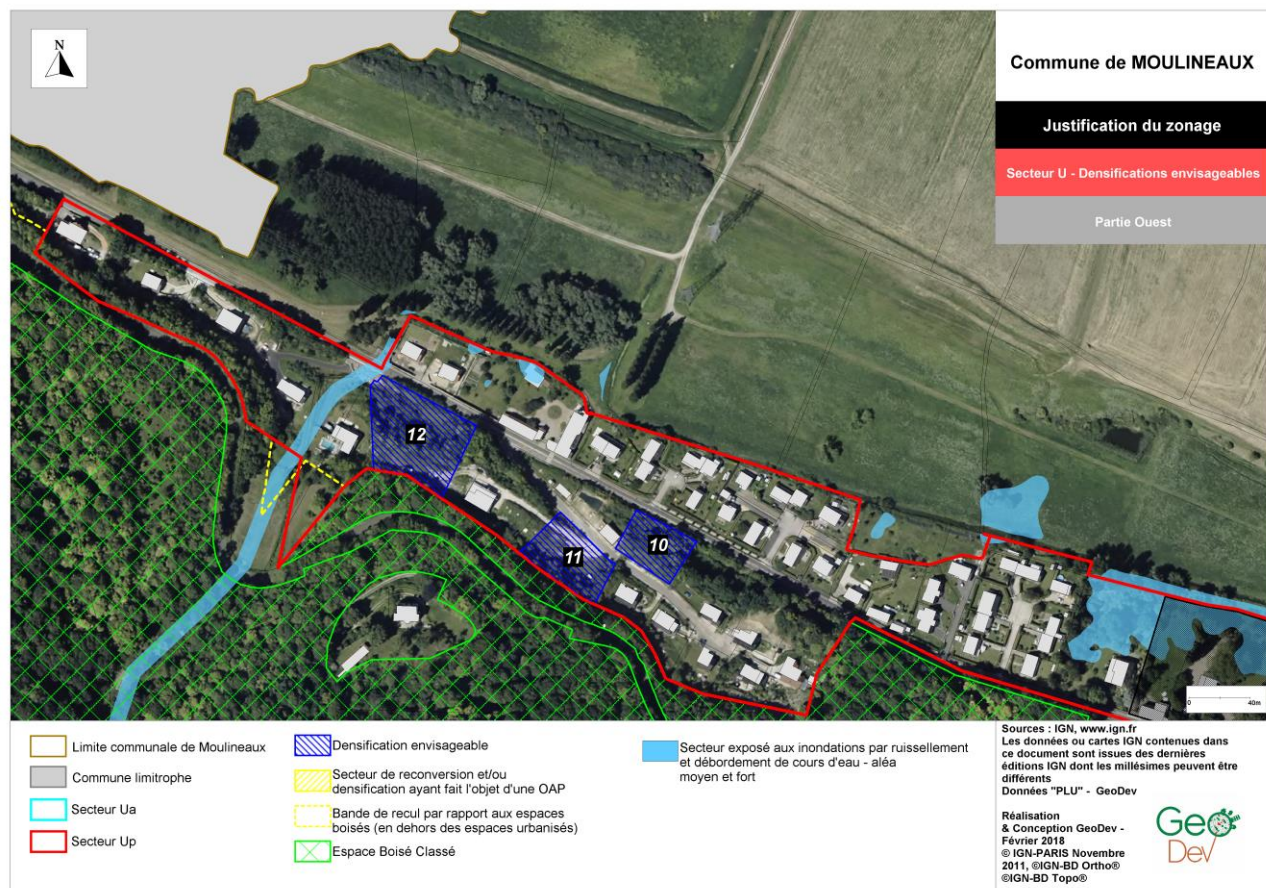 N
Commune de MOULINEAUX
Justification du zonage
Secteur U - Densifications envisageables
Partie Ouest
12
11
10
0 40m
Limite communale de Moulineaux
Commune limitrophe
Secteur Ua
Secteur Up
Densification envisageable
Secteur de reconversion et/ou
densification ayant fait l'objet d'une OAP
Bande de recul par rapport aux espaces
boisés (en dehors des espaces urbanisés)
Espace Boisé Classé
Secteur exposé aux inondations par ruissellement
et débordement de cours d'eau - aléa
moyen et fort
Sources : IGN, www.ign.fr
Les données ou cartes IGN contenues dans
ce document sont issues des dernières
éditions IGN dont les millésimes peuvent être
différents
Données "PLU" - GeoDev
Réalisation
& Conception GeoDev -
Février 2018
© IGN-PARIS Novembre
2011, ©IGN-BD Ortho®
©IGN-BD Topo®
Geo
Dev